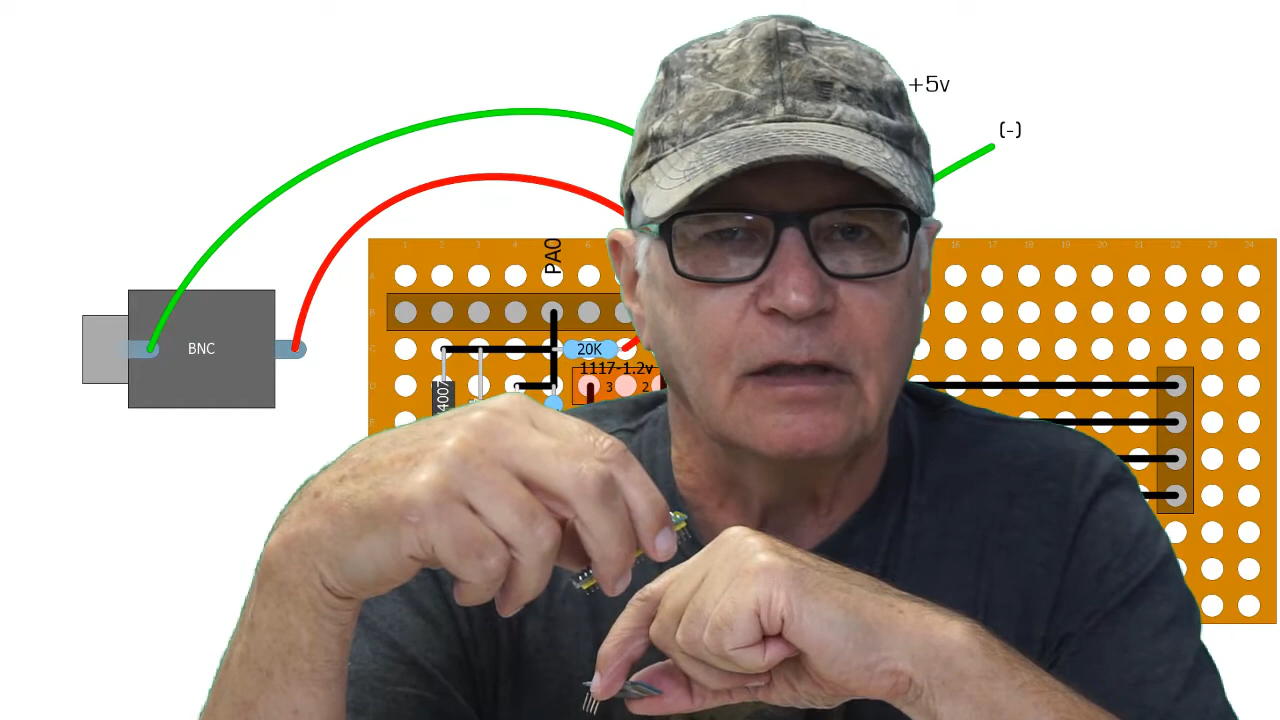 +5v
(-)
1 2 3 4 6 16 17 18 19 20 21 22 23 24
PA0
BNC
20K
1117-1.2v
3 2
4007